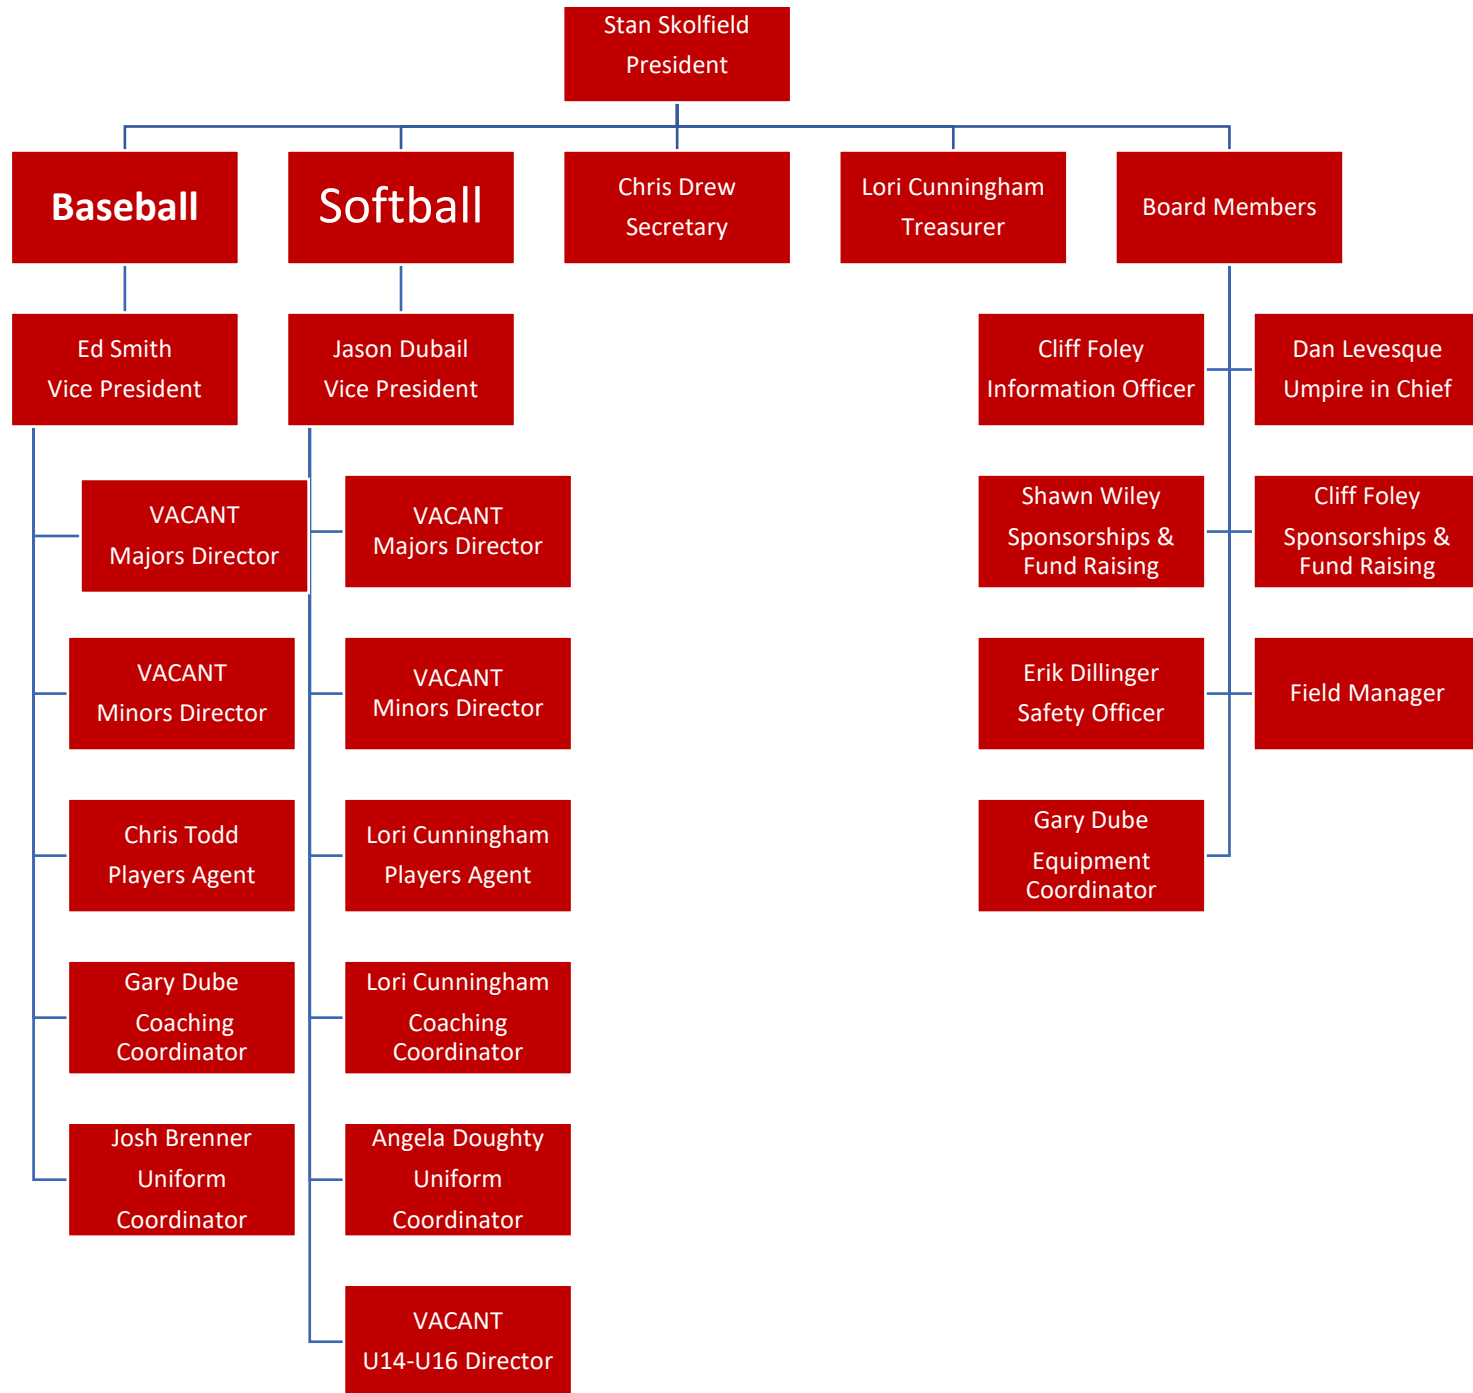 Stan Skolfield
President
Baseball
Softball
Chris Drew
Secretary
Lori Cunningham
Treasurer
Board Members
Ed Smith
Vice President
Jason Dubail
Vice President
Cliff Foley
Information Officer
Dan Levesque
Umpire in Chief
VACANT
Majors Director
VACANT
Majors Director
Shawn Wiley
Sponsorships &
Fund Raising
Cliff Foley
Sponsorships &
Fund Raising
VACANT
Minors Director
VACANT
Minors Director
Erik Dillinger
Safety Officer
Field Manager
Chris Todd
Players Agent
Lori Cunningham
Players Agent
Gary Dube
Equipment
Coordinator
Gary Dube
Coaching
Coordinator
Lori Cunningham
Coaching
Coordinator
Josh Brenner
Uniform
Coordinator
Angela Doughty
Uniform
Coordinator
VACANT
U14-U16 Director